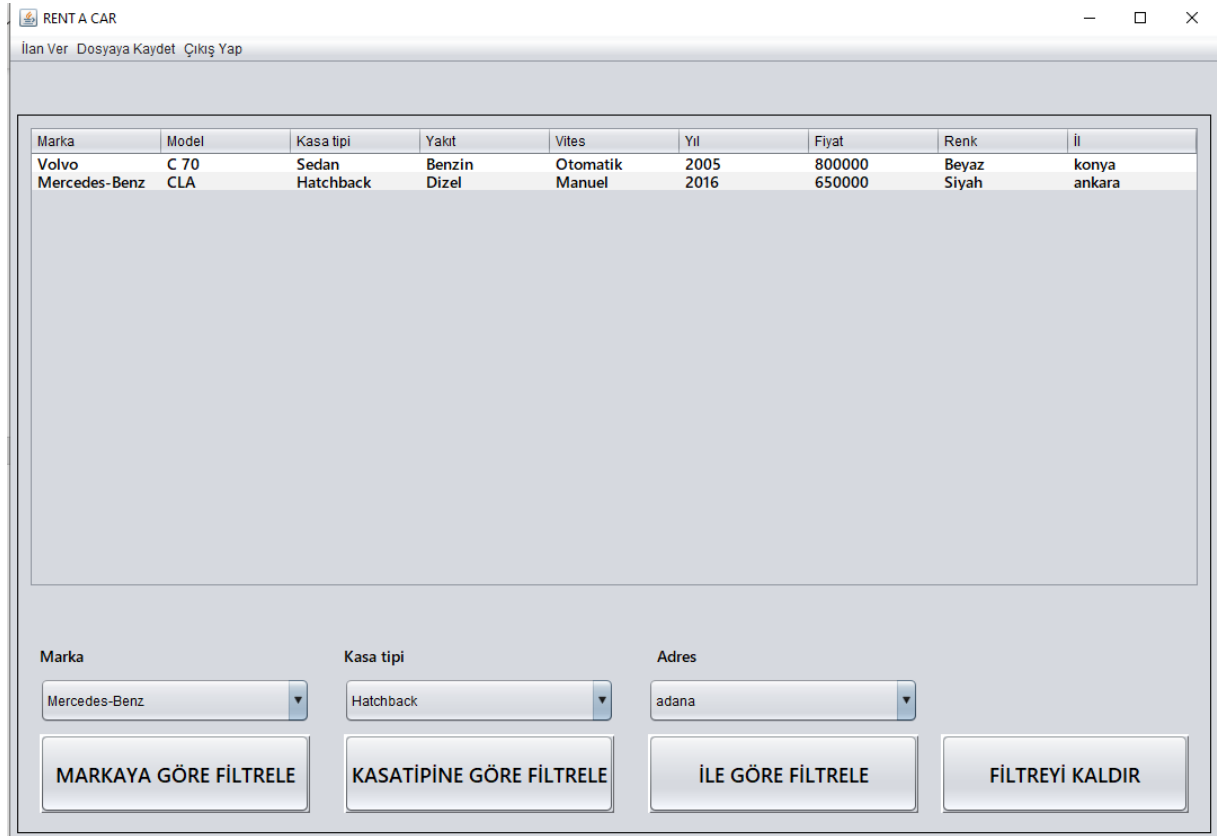 RENT A CAR
İlan Ver Dosyaya Kaydet Çıkış Yap
Marka Model Kasa tipi Yakıt Vites Yıl Fiyat Renk İl
Volvo C 70 Sedan Benzin Otomatik 2005 800000 Beyaz konya
Mercedes-Benz CLA Hatchback Dizel Manuel 2016 650000 Siyah ankara
Marka Kasa tipi Adres
Mercedes-Benz Hatchback adana
MARKAYA GÖRE FİLTRELE KASATİPİNE GÖRE FİLTRELE İLE GÖRE FİLTRELE FİLTREYİ KALDIR